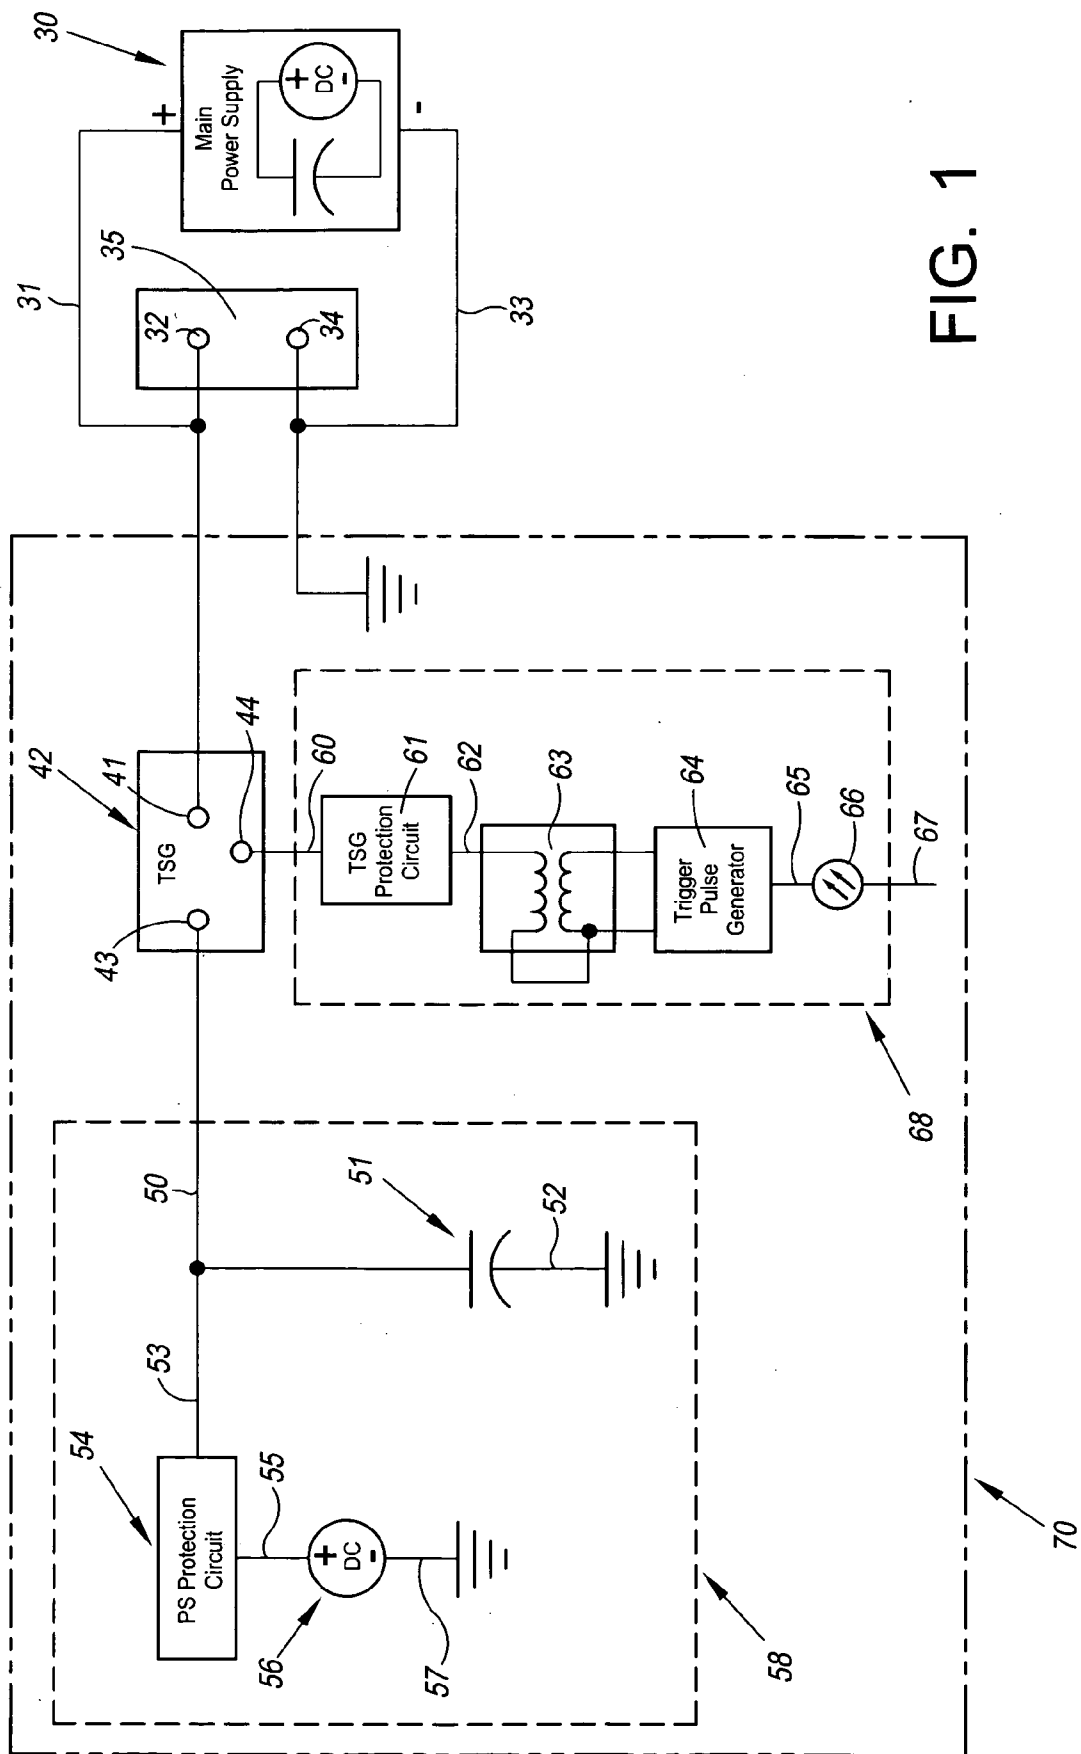 30
+
Main
Power Supply
+
DC
-
-
31
35
32
34
33
42
41
TSG
43
44
60
TSG
Protection
Circuit
61
62
63
64
Trigger
Pulse
Generator
65
66
67
68
50
51
52
53
54
PS Protection
Circuit
55
+
DC
-
56
57
58
70
FIG. 1